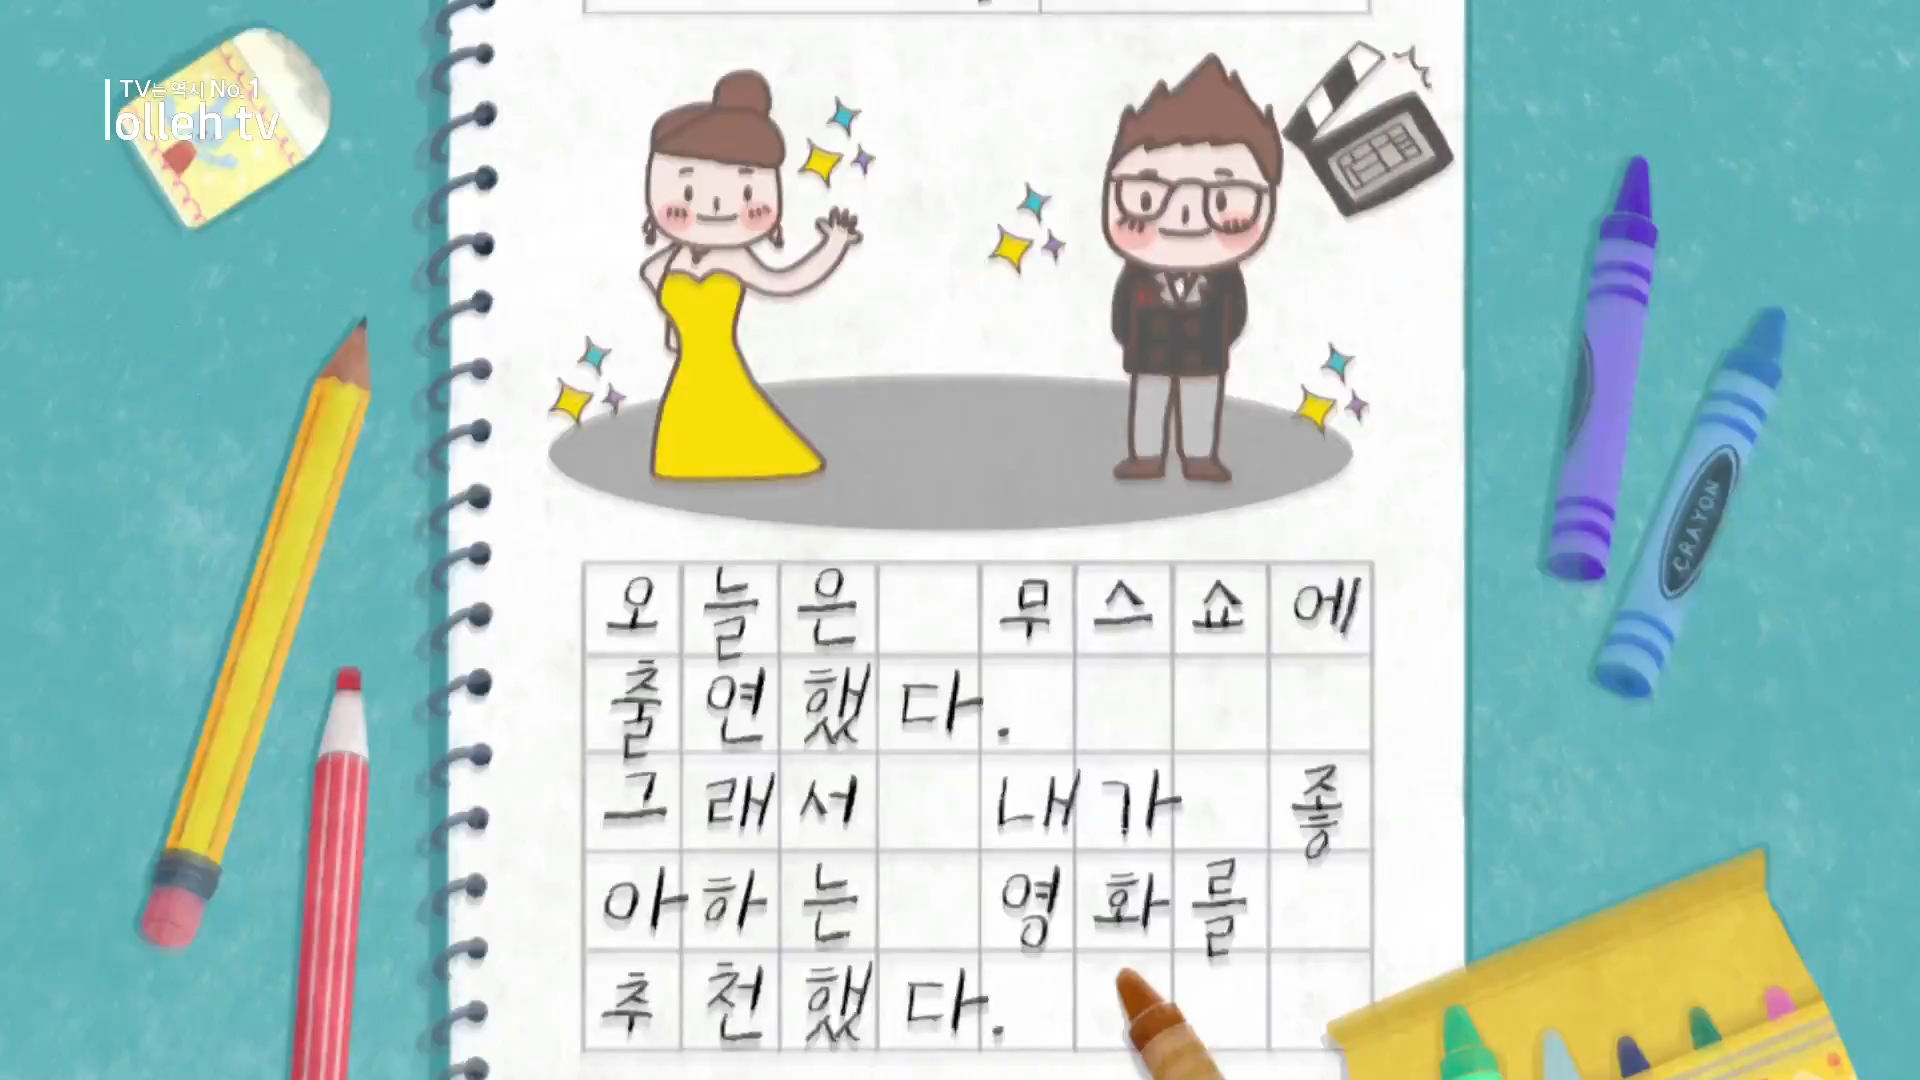 TV는 역시 No.1
olleh tv
오늘은 무스쇼에
출연했다.
그래서 내가 좋
아하는 영화를
추천했다.
CRAYON